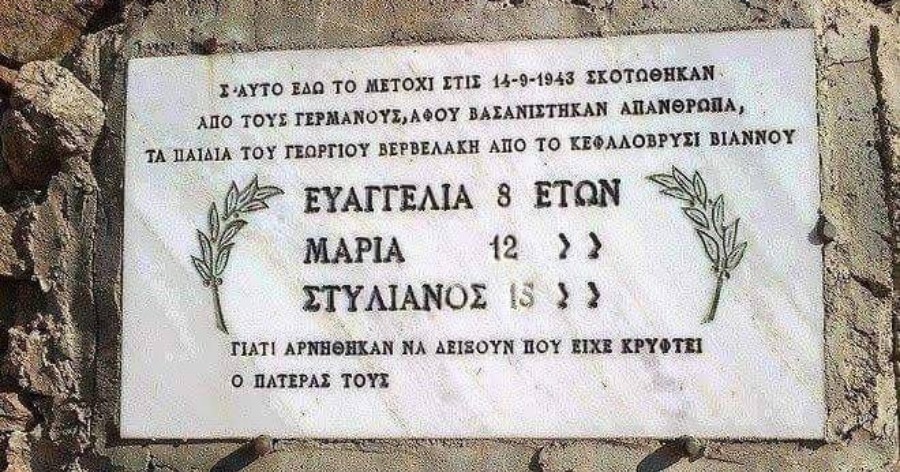 Σ'ΑΥΤΟ ΕΔΩ ΤΟ ΜΕΤΟΧΙ ΣΤΙΣ 14-9-1943 ΣΚΟΤΩΘΗΚΑΝ
ΑΠΟ ΤΟΥΣ ΓΕΡΜΑΝΟΥΣ, ΑΦΟΥ ΒΑΣΑΝΙΣΤΗΚΑΝ ΑΠΑΝΘΡΩΠΑ,
ΤΑ ΠΑΙΔΙΑ ΤΟΥ ΓΕΩΡΓΙΟΥ ΒΕΡΒΕΛΑΚΗ ΑΠΟ ΤΟ ΚΕΦΑΛΟΒΡΥΣΙ ΒΙΑΝΝΟΥ
ΕΥΑΓΓΕΛΙΑ 8 ΕΤΩΝ
ΜΑΡΙΑ 12 »
ΣΤΥΛΙΑΝΟΣ 15 »
ΓΙΑΤΙ ΑΡΝΗΘΗΚΑΝ ΝΑ ΔΕΙΞΟΥΝ ΠΟΥ ΕΙΧΕ ΚΡΥΦΤΕΙ
Ο ΠΑΤΕΡΑΣ ΤΟΥΣ